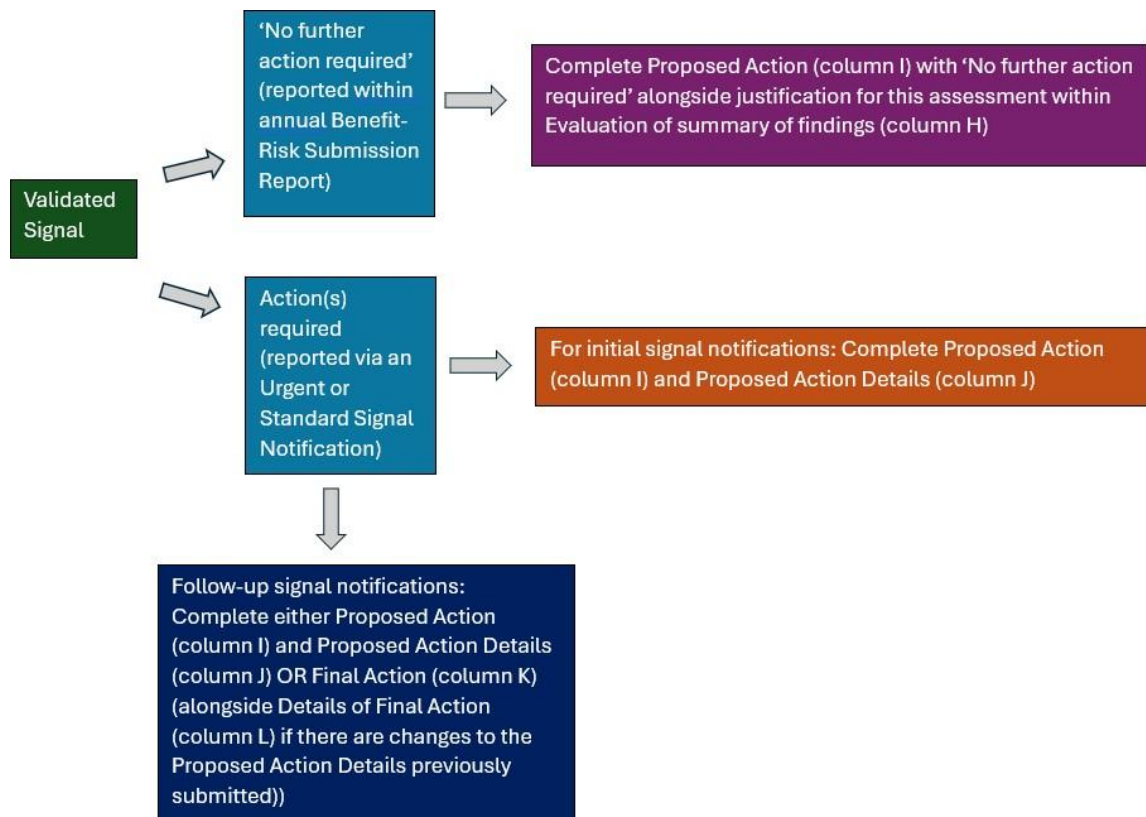 ‘No further
action required’
(reported within
annual Benefit-
Risk Submission
Report)
Complete Proposed Action (column I) with ‘No further action
required’ alongside justification for this assessment within
Evaluation of summary of findings (column H)
Validated
Signal
Action(s)
required
(reported via an
Urgent or
Standard Signal
Notification)
For initial signal notifications: Complete Proposed Action
(column I) and Proposed Action Details (column J)
Follow-up signal notifications:
Complete either Proposed Action
(column I) and Proposed Action Details
(column J) OR Final Action (column K)
(alongside Details of Final Action
(column L) if there are changes to the
Proposed Action Details previously
submitted))